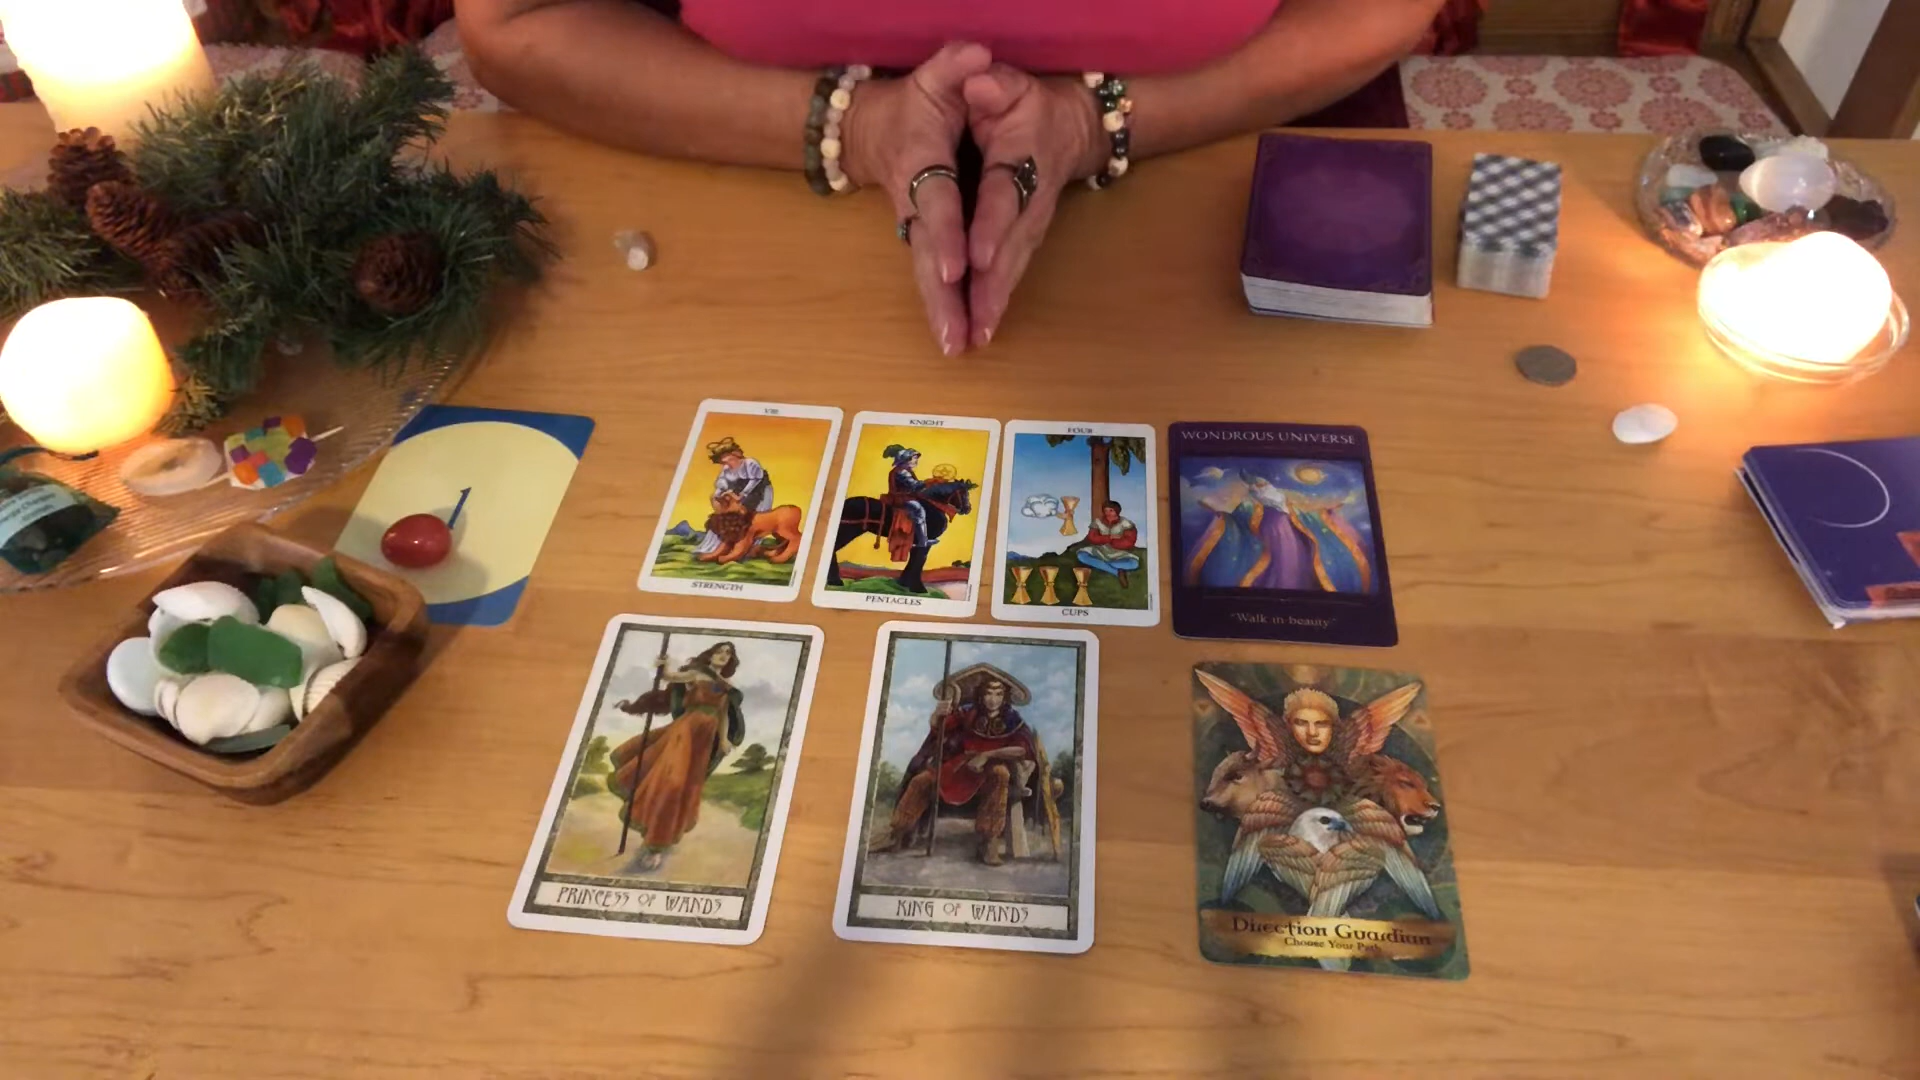 VIII
STRENGTH
KNIGHT
PENTACLES
FOUR
CUPS
WONDROUS UNIVERSE
"Walk in beauty"
1
PRINCESS OF WANDS
KING OF WANDS
Direction Guardian
Choose Your Path